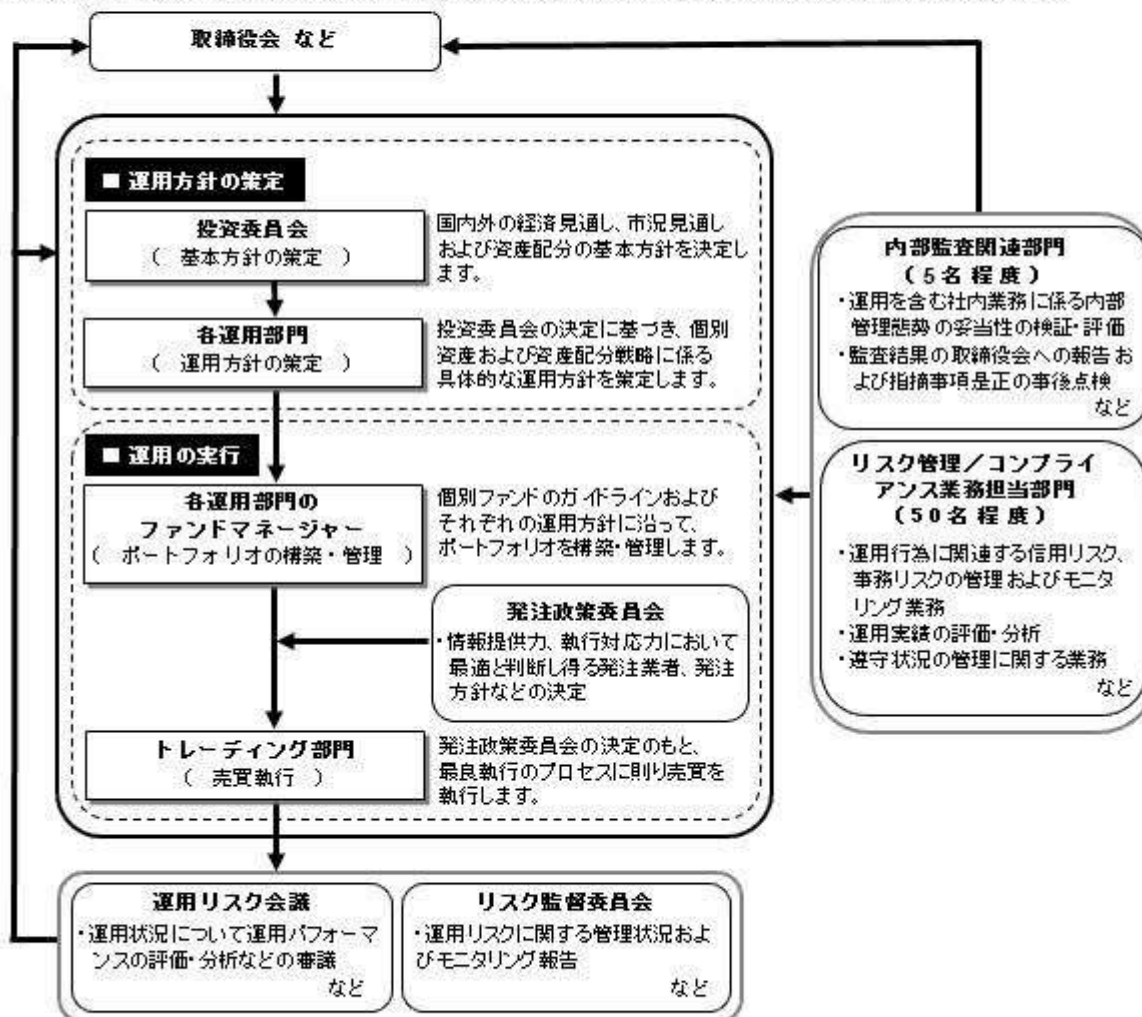 取締役会 など
■ 運用方針の策定
投資委員会
( 基本方針の策定 )
国内外の経済見通し、市況見通し
および資産配分の基本方針を決定し
ます。
各運用部門
( 運用方針の策定 )
投資委員会の決定に基づき、個別
資産および資産配分戦略に係る
具体的な運用方針を策定します。
■ 運用の実行
各運用部門の
ファンドマネージャー
( ポートフォリオの構築・管理 )
個別ファンドのガイドラインおよび
それぞれの運用方針に沿って、
ポートフォリオを構築・管理します。
発注政策委員会
・情報提供力、執行対応力において
最適と判断し得る発注業者、発注
方針などの決定
トレーディング部門
( 売買執行 )
発注政策委員会の決定のもと、
最良執行のプロセスに則り売買を
執行します。
内部監査関連部門
(5名程度)
・運用を含む社内業務に係る内部
管理態勢の妥当性の検証・評価
・監査結果の取締役会への報告お
よび指摘事項是正の事後点検
など
リスク管理/コンプライ
アンス業務担当部門
(50名程度)
・運用行為に関連する信用リスク、
事務リスクの管理およびモニタ
リング業務
・運用実績の評価・分析
・遵守状況の管理に関する業務
など
運用リスク会議
・運用状況について運用パフォーマ
ンスの評価・分析などの審議
など
リスク監督委員会
・運用リスクに関する管理状況およ
びモニタリング報告
など